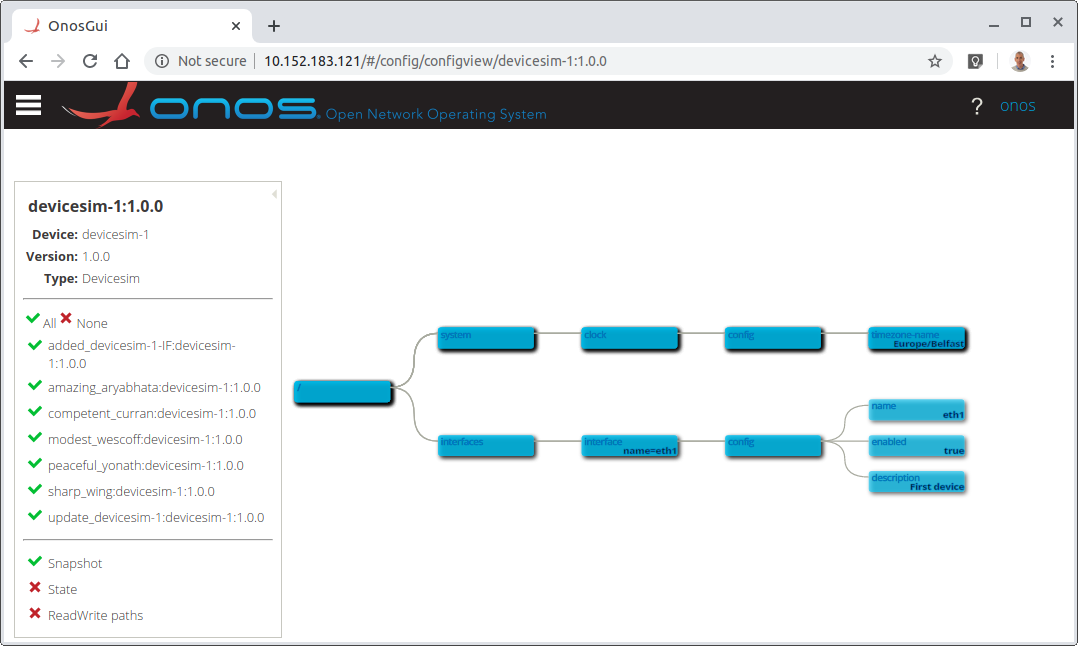 OnosGui
Not secure
10.152.183.121/#/config/configview/devicesim-1:1.0.0
onos Open Network Operating System
? onos
devicesim-1:1.0.0
Device: devicesim-1
Version: 1.0.0
Type: Devicesim
All None
added_devicesim-1-IF:devicesim-
1:1.0.0
amazing_aryabhata:devicesim-1:1.0.0
competent_curran:devicesim-1:1.0.0
modest_wescoff:devicesim-1:1.0.0
peaceful_yonath:devicesim-1:1.0.0
sharp_wing:devicesim-1:1.0.0
update_devicesim-1:devicesim-1:1.0.0
Snapshot
State
ReadWrite paths
/
system
clock
config
timezone-name
Europe/Belfast
interfaces
interface
name=eth1
config
name
eth1
enabled
true
description
First device